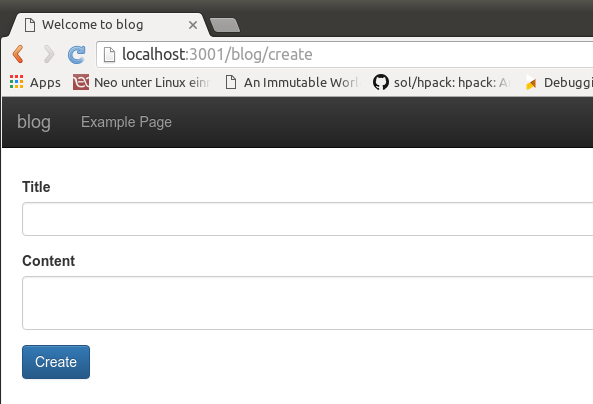 Welcome to blog
localhost:3001/blog/create
Apps Neo unter Linux einr An Immutable Worl sol/hpack: hpack: Debuggi
blog Example Page
Title
Content
Create